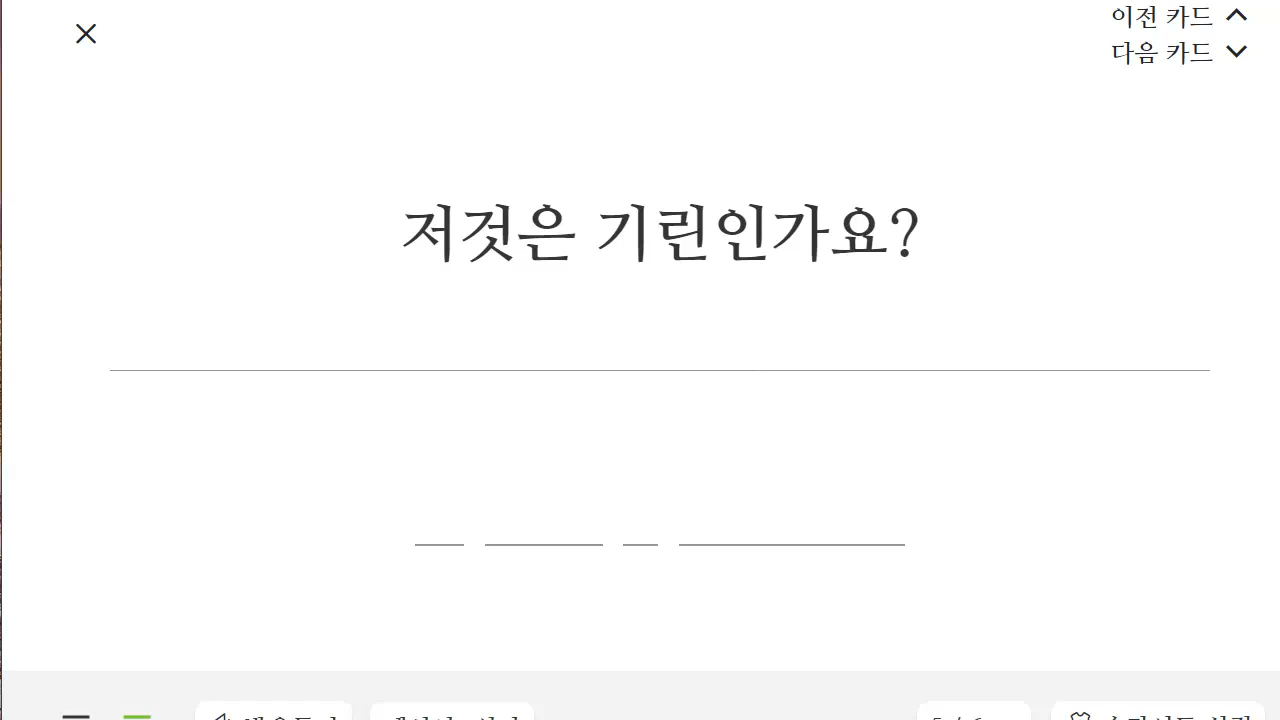 이전 카드
다음 카드
저것은 기린인가요?